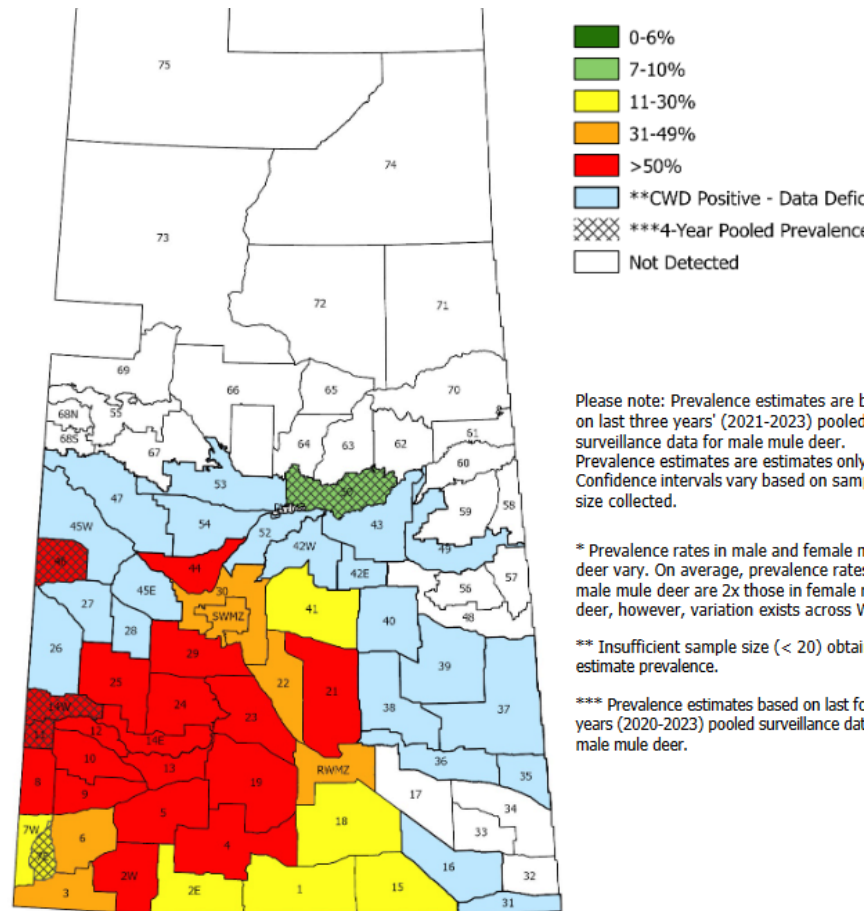 0-6%
7-10%
11-30%
31-49%
>50%
**CWD Positive - Data Defic
***4-Year Pooled Prevalence
Not Detected
Please note: Prevalence estimates are b
on last three years' (2021-2023) pooled
surveillance data for male mule deer.
Prevalence estimates are estimates only
Confidence intervals vary based on samp
size collected.
* Prevalence rates in male and female m
deer vary. On average, prevalence rates
male mule deer are 2x those in female m
deer, however, variation exists across W
** Insufficient sample size (< 20) obtai
estimate prevalence.
*** Prevalence estimates based on last fo
years (2020-2023) pooled surveillance dat
male mule deer.
75
74
73
72
71
69
66
65
70
68N
55
68S
67
64
63
62
61
60
53
50
47
54
43
59
58
45W
52
42W
49
46
44
42E
57
45E
30
56
27
41
48
SWMZ
28
40
26
29
39
25
22
21
14W
24
23
38
37
11
12
14E
10
13
36
RWMZ
35
8
9
19
17
34
5
18
33
7W
6
4
7E
16
2W
32
3
2E
1
15
31